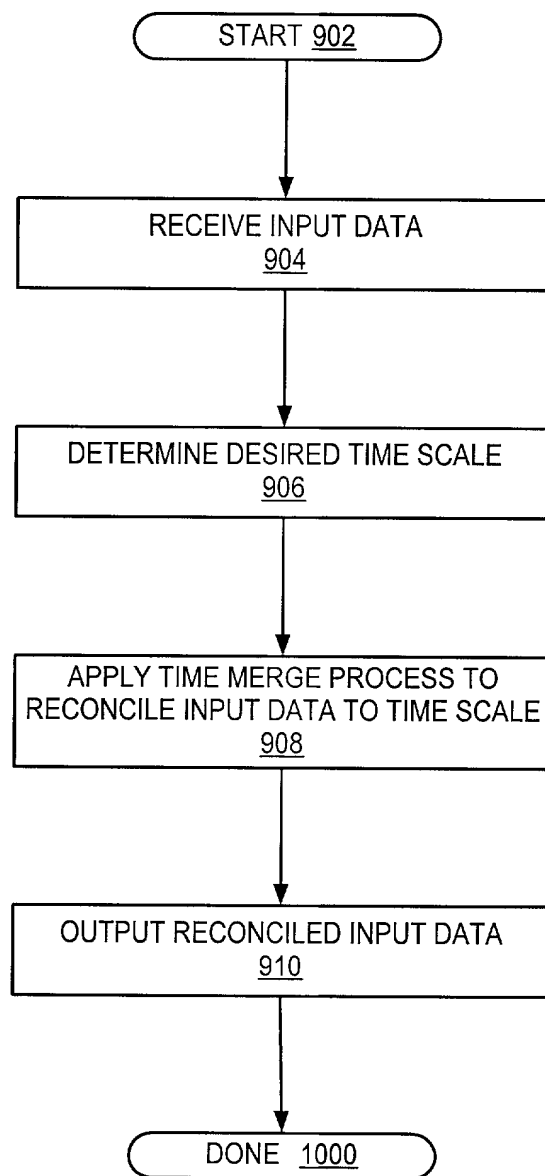 START 902
RECEIVE INPUT DATA
904
DETERMINE DESIRED TIME SCALE
906
APPLY TIME MERGE PROCESS TO
RECONCILE INPUT DATA TO TIME SCALE
908
OUTPUT RECONCILED INPUT DATA
910
DONE 1000